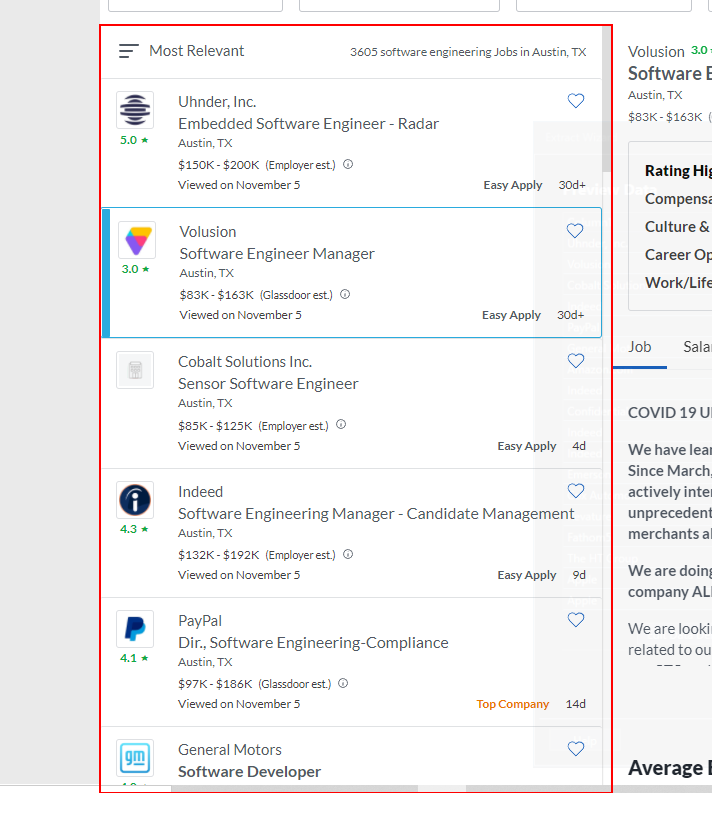 Most Relevant
3605 software engineering Jobs in Austin, TX
Uhnder, Inc.
Embedded Software Engineer - Radar
Austin, TX
5.0 ★
$150K - $200K (Employer est.)
Viewed on November 5
Easy Apply 30d+
Volusion
Software Engineer Manager
Austin, TX
3.0 ★
$83K - $163K (Glassdoor est.)
Viewed on November 5
Easy Apply 30d+
Cobalt Solutions Inc.
Sensor Software Engineer
Austin, TX
$85K - $125K (Employer est.)
Viewed on November 5
Easy Apply 4d
Indeed
Software Engineering Manager - Candidate Management
Austin, TX
4.3 ★
$132K - $192K (Employer est.)
Viewed on November 5
Easy Apply 9d
PayPal
Dir., Software Engineering-Compliance
Austin, TX
4.1 ★
$97K - $186K (Glassdoor est.)
Viewed on November 5
Top Company 14d
gm
General Motors
Software Developer
Volusion 3.0
Software E
Austin, TX
$83K - $163K (
Rating Hig
Compensa
Culture &
Career Op
Work/Life
Job Salar
COVID 19 U
We have lear
Since March,
actively inter
unprecedent
merchants al
We are doing
company ALI
We are looki
related to ou
Average B